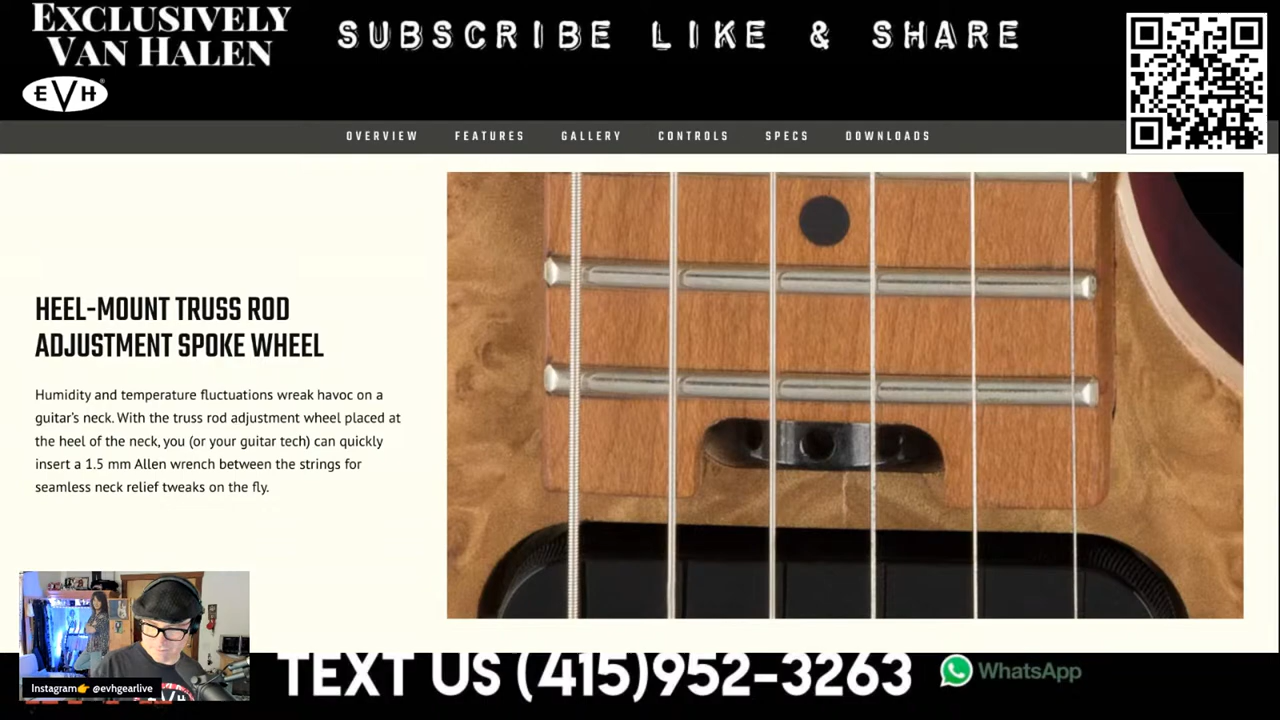 EXCLUSIVELY
VAN HALEN
EVH®
SUBSCRIBE LIKE & SHARE
OVERVIEW FEATURES GALLERY CONTROLS SPECS DOWNLOADS
HEEL-MOUNT TRUSS ROD
ADJUSTMENT SPOKE WHEEL
Humidity and temperature fluctuations wreak havoc on a
guitar's neck. With the truss rod adjustment wheel placed at
the heel of the neck, you (or your guitar tech) can quickly
insert a 1.5 mm Allen wrench between the strings for
seamless neck relief tweaks on the fly.
Instagram👉 @evhgearlive
TEXT US (415)952-3263
WhatsApp